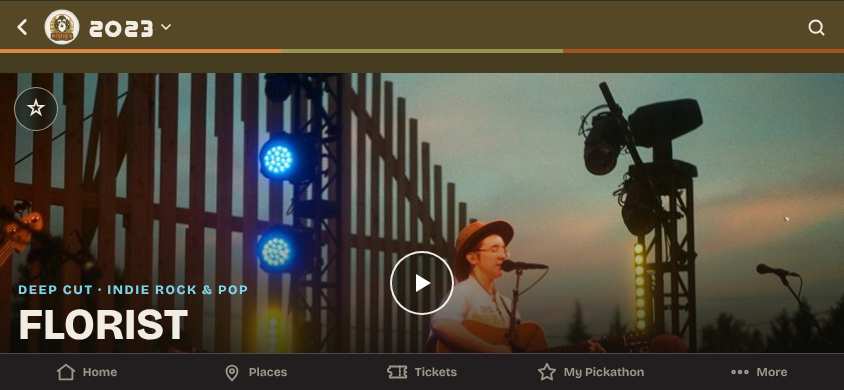 2023
DEEP CUT · INDIE ROCK & POP
FLORIST
Home
Places
Tickets
My Pickathon
More